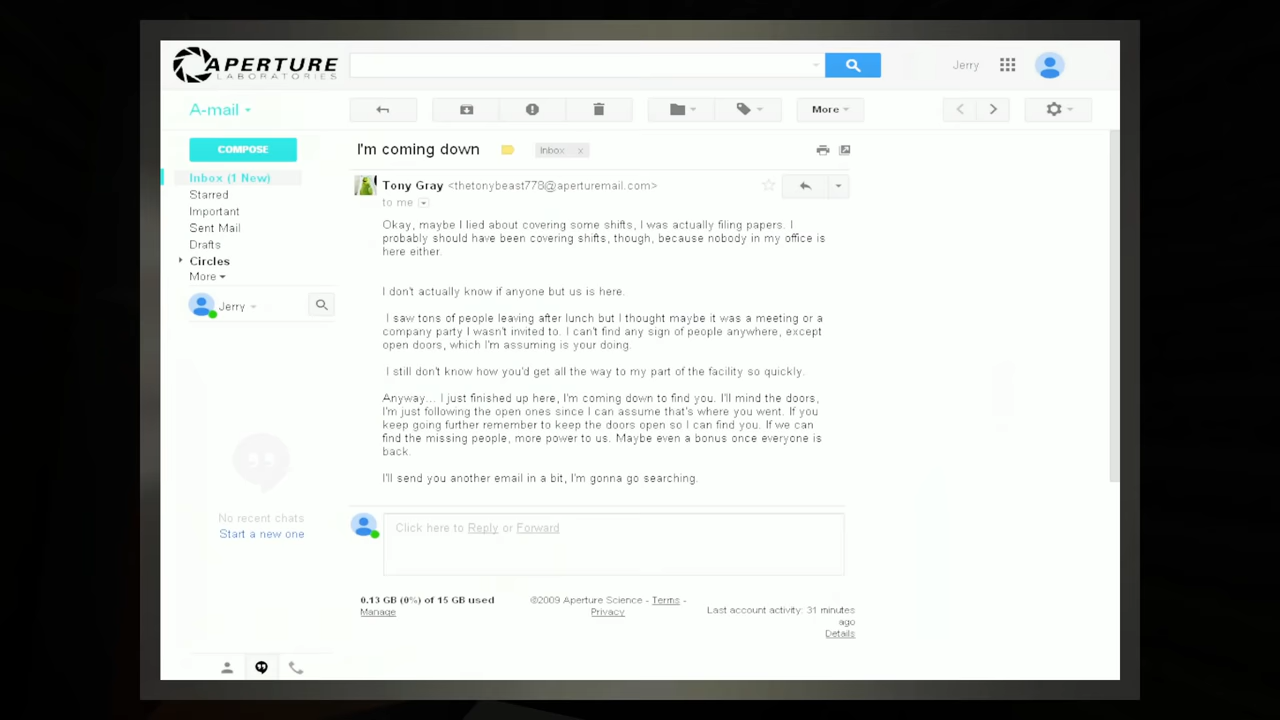 APERTURE
LABORATORIES
Jerry
A-mail
More
COMPOSE
I'm coming down
Inbox x
Inbox (1 New)
Starred
Important
Sent Mail
Drafts
Circles
More
Jerry
Tony Gray <thetonybeast778@aperturemail.com>
to me
Okay, maybe I lied about covering some shifts, I was actually filing papers. I
probably should have been covering shifts, though, because nobody in my office is
here either.
I don't actually know if anyone but us is here.
I saw tons of people leaving after lunch but I thought maybe it was a meeting or a
company party I wasn't invited to. I can't find any sign of people anywhere, except
open doors, which I'm assuming is your doing.
I still don't know how you'd get all the way to my part of the facility so quickly.
Anyway... I just finished up here, I'm coming down to find you. I'll mind the doors,
I'm just following the open ones since I can assume that's where you went. If you
keep going further remember to keep the doors open so I can find you. If we can
find the missing people, more power to us. Maybe even a bonus once everyone is
back.
I'll send you another email in a bit, I'm gonna go searching.
No recent chats
Start a new one
Click here to Reply or Forward
0.13 GB (0%) of 15 GB used
Manage
©2009 Aperture Science - Terms -
Privacy
Last account activity: 31 minutes
ago
Details